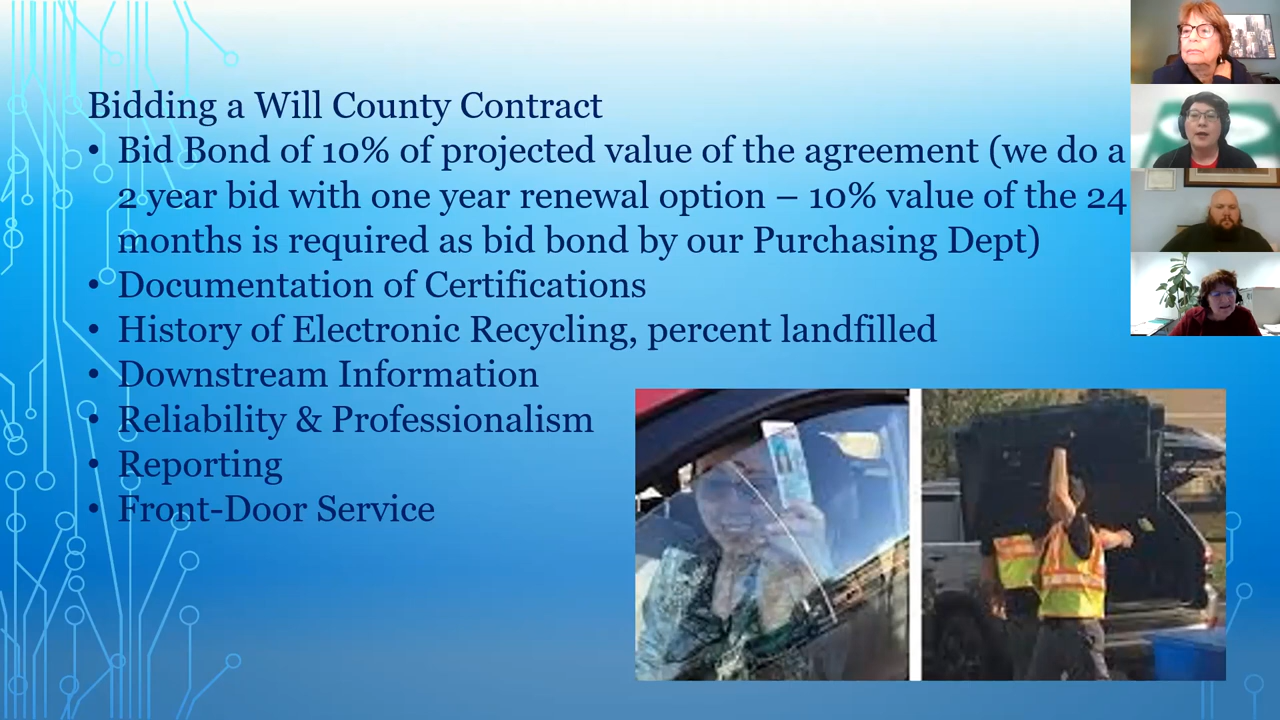 Bidding a Will County Contract
• Bid Bond of 10% of projected value of the agreement (we do a
2 year bid with one year renewal option – 10% value of the 24
months is required as bid bond by our Purchasing Dept)
• Documentation of Certifications
• History of Electronic Recycling, percent landfilled
• Downstream Information
• Reliability & Professionalism
• Reporting
• Front-Door Service